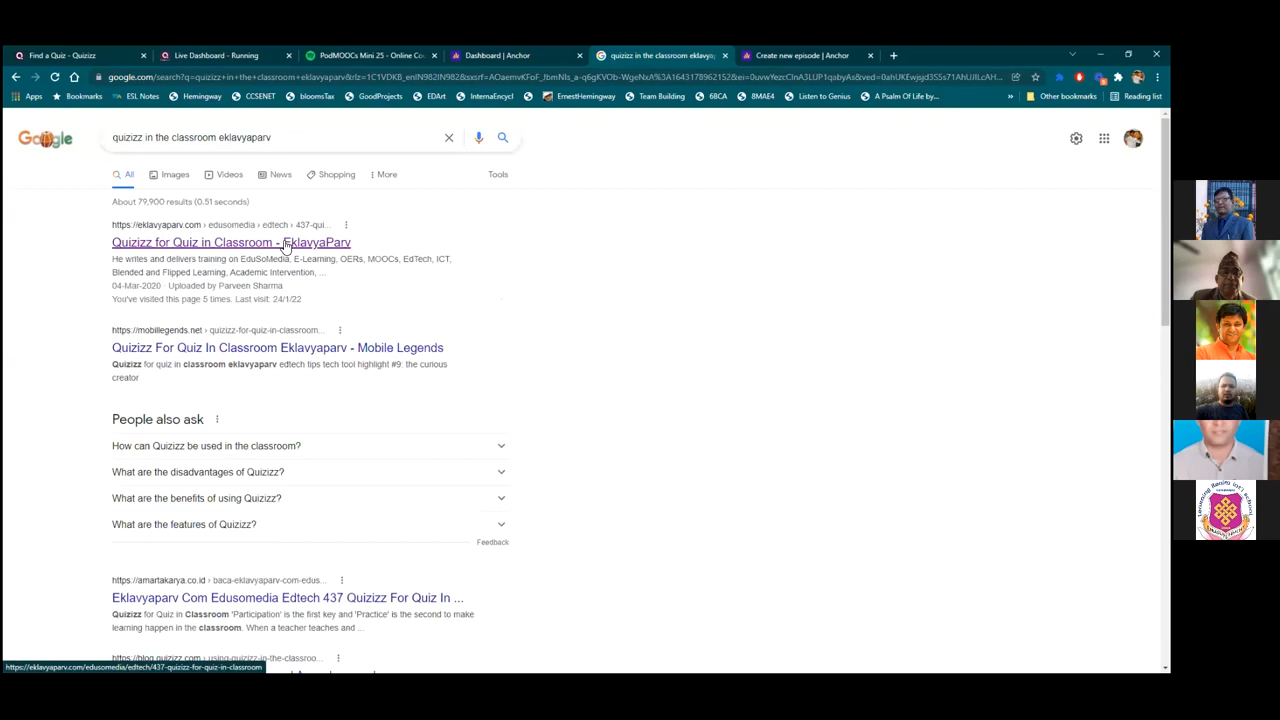 Find a Quiz - Quizizz
Live Dashboard - Running
PodMOOCs Mini 25 - Online Co
Dashboard | Anchor
quizizz in the classroom eklavyap
Create new episode | Anchor
Apps
Bookmarks
ESL Notes
Hemingway
CCSENET
bloomsTax
GoodProjects
EDArt
InternaEncycl
ErnestHemingway
Team Building
6BCA
8MAE4
Listen to Genius
A Psalm Of Life by...
Other bookmarks
Reading list
Google
quizizz in the classroom eklavyaparv
All
Images
Videos
News
Shopping
More
Tools
About 79,900 results (0.51 seconds)
https://eklavyaparv.com › edusomedia › edtech › 437-qui...
Quizizz for Quiz in Classroom - EklavyaParv
He writes and delivers training on EduSoMedia, E-Learning, OERs, MOOCs, EdTech, ICT,
Blended and Flipped Learning, Academic Intervention, ...
04-Mar-2020 · Uploaded by Parveen Sharma
You've visited this page 5 times. Last visit: 24/1/22
https://mobillegends.net › quizizz-for-quiz-in-classroom...
Quizizz For Quiz In Classroom Eklavyaparv - Mobile Legends
Quizizz for quiz in classroom eklavyaparv edtech tips tech tool highlight #9: the curious
creator
People also ask
How can Quizizz be used in the classroom?
What are the disadvantages of Quizizz?
What are the benefits of using Quizizz?
What are the features of Quizizz?
Feedback
https://amartakarya.co.id › baca-eklavyaparv-com-edus...
Eklavyaparv Com Edusomedia Edtech 437 Quizizz For Quiz In ...
Quizizz for Quiz in Classroom 'Participation' is the first key and 'Practice' is the second to make
learning happen in the classroom. When a teacher teaches and ...
https://blog.quizizz.com › using-quizizz-in-the-classroo...
https://eklavyaparv.com/edusomedia/edtech/437-quizizz-for-quiz-in-classroom